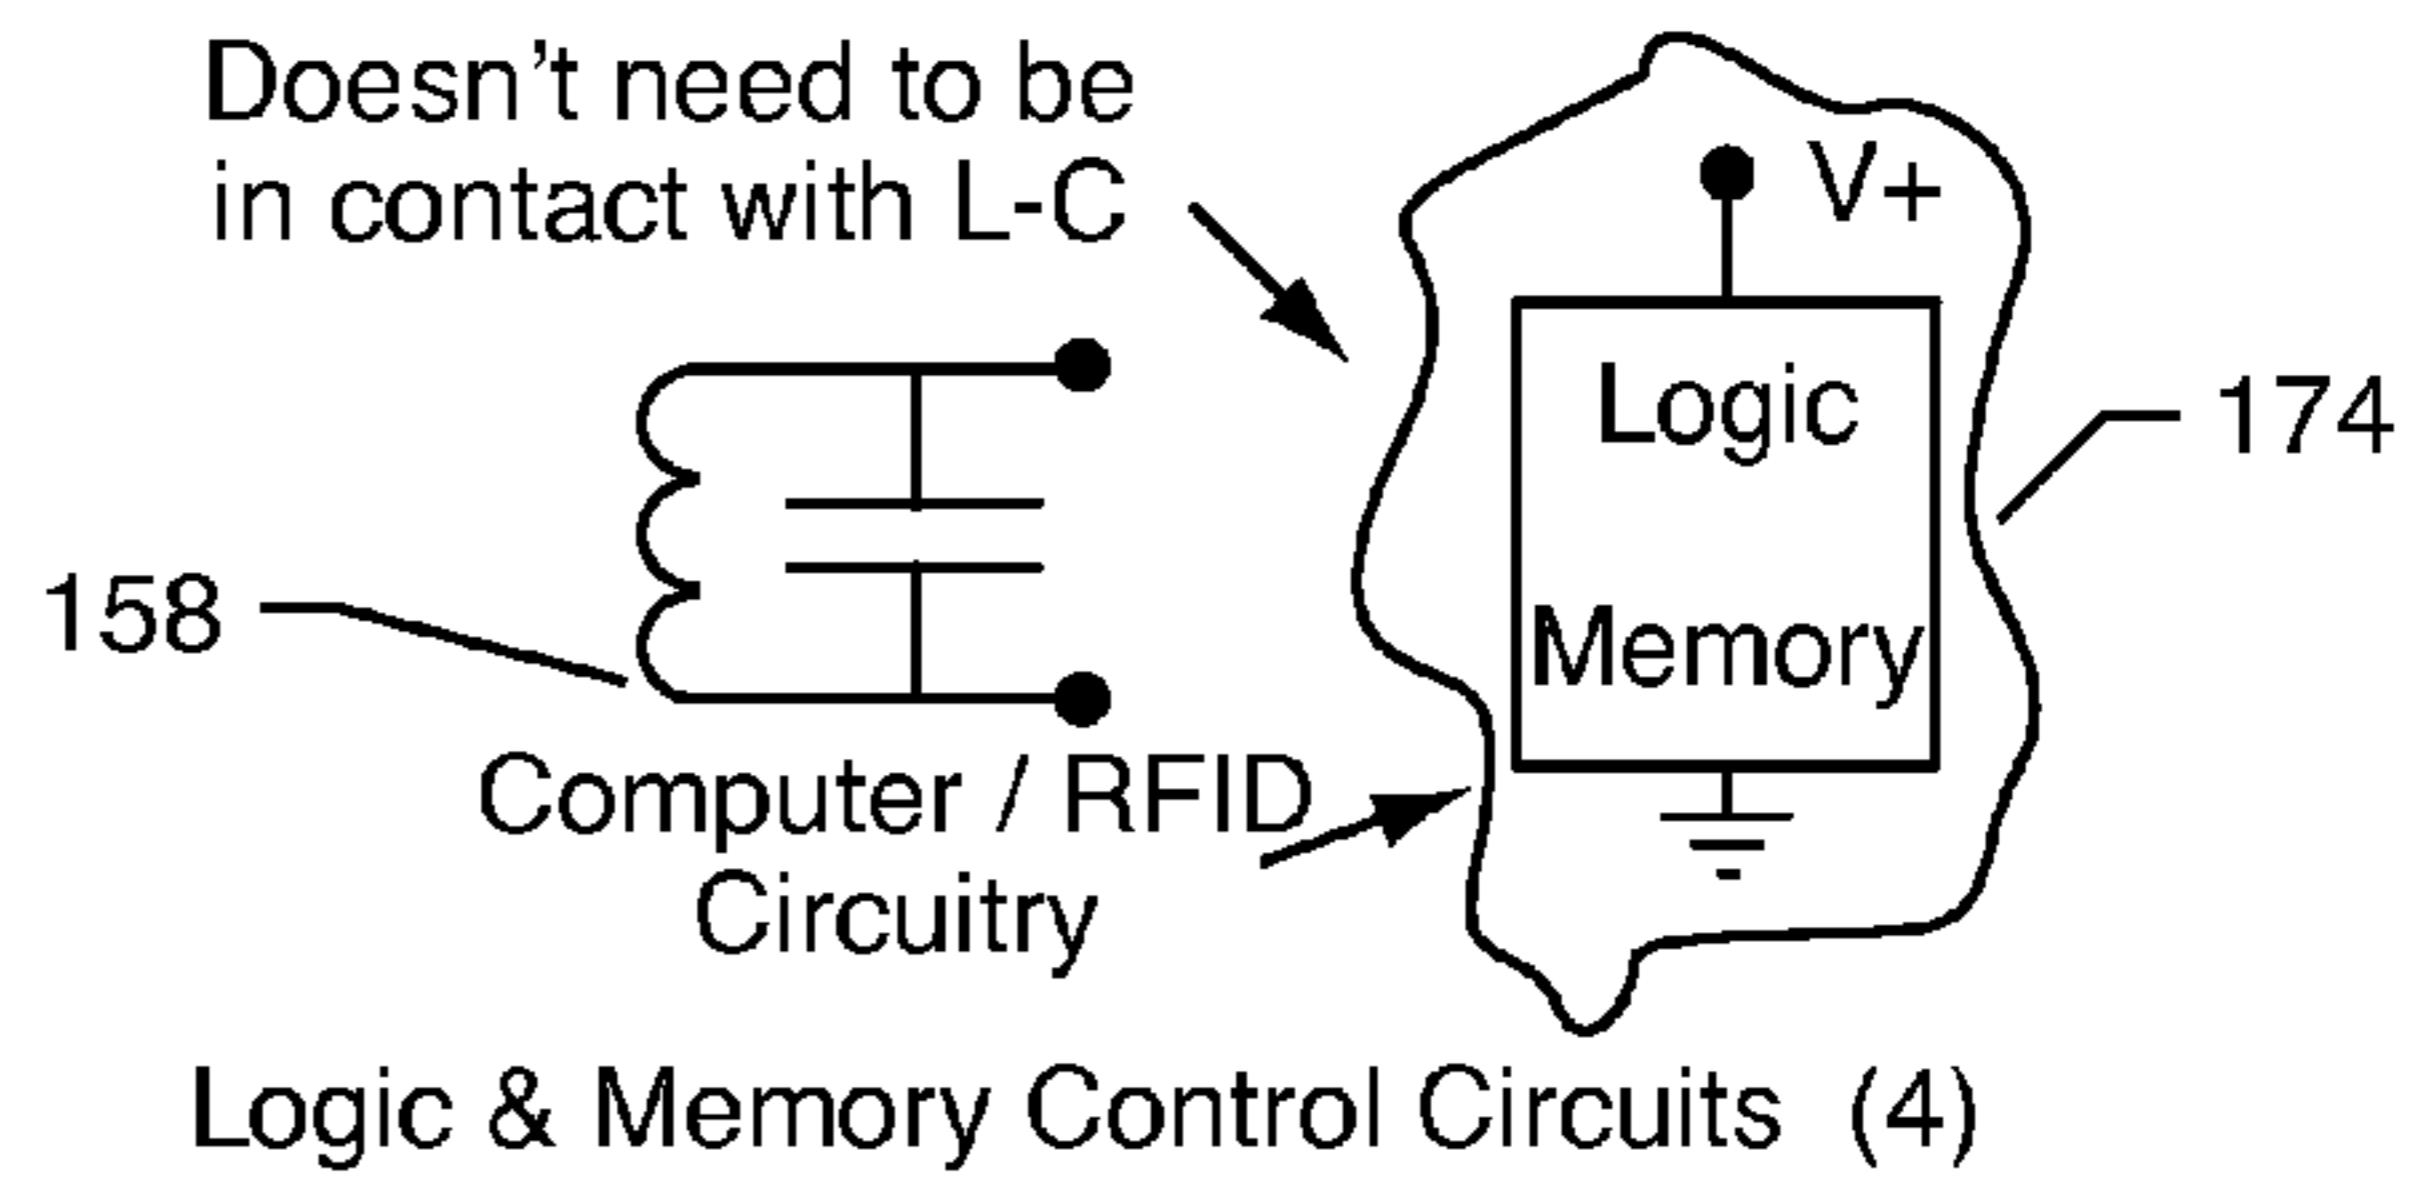 Doesn't need to be
in contact with L-C
V+
Logic
174
Memory
158
Computer / RFID
Circuitry
Logic & Memory Control Circuits (4)